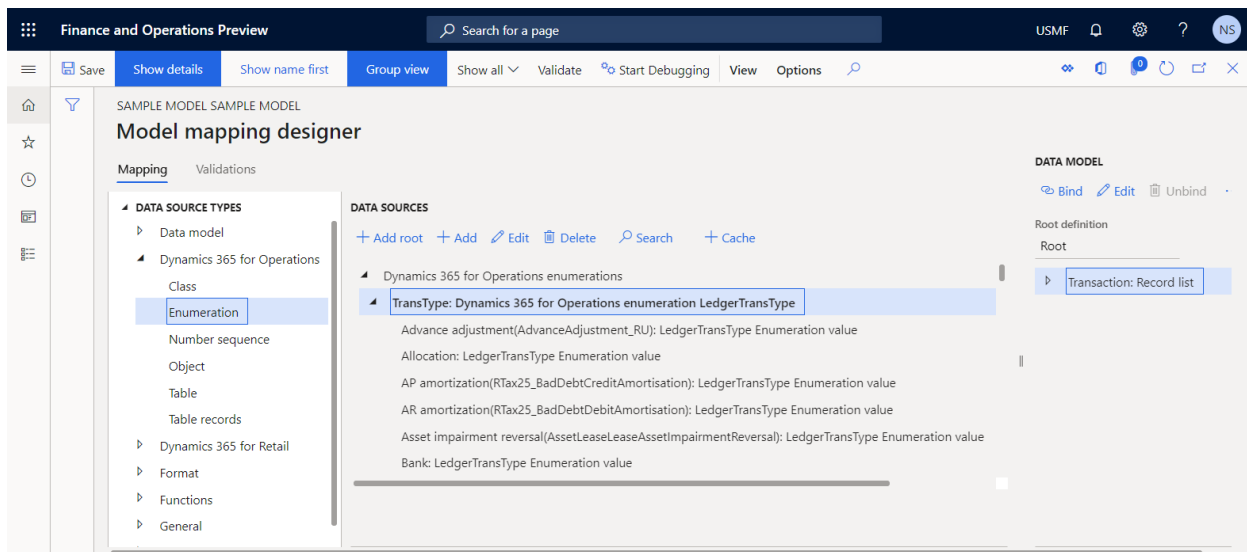 Finance and Operations Preview
Search for a page
USMF
NS
Save
Show details
Show name first
Group view
Show all
Validate
Start Debugging
View
Options
0
SAMPLE MODEL SAMPLE MODEL
Model mapping designer
Mapping
Validations
DATA SOURCE TYPES
Data model
Dynamics 365 for Operations
Class
Enumeration
Number sequence
Object
Table
Table records
Dynamics 365 for Retail
Format
Functions
General
DATA SOURCES
Add root
Add
Edit
Delete
Search
Cache
Dynamics 365 for Operations enumerations
TransType: Dynamics 365 for Operations enumeration LedgerTransType
Advance adjustment(AdvanceAdjustment_RU): LedgerTransType Enumeration value
Allocation: LedgerTransType Enumeration value
AP amortization(RTax25_BadDebtCreditAmortisation): LedgerTransType Enumeration value
AR amortization(RTax25_BadDebtDebitAmortisation): LedgerTransType Enumeration value
Asset impairment reversal(AssetLeaseLeaseAssetImpairmentReversal): LedgerTransType Enumeration value
Bank: LedgerTransType Enumeration value
DATA MODEL
Bind
Edit
Unbind
Root definition
Root
Transaction: Record list